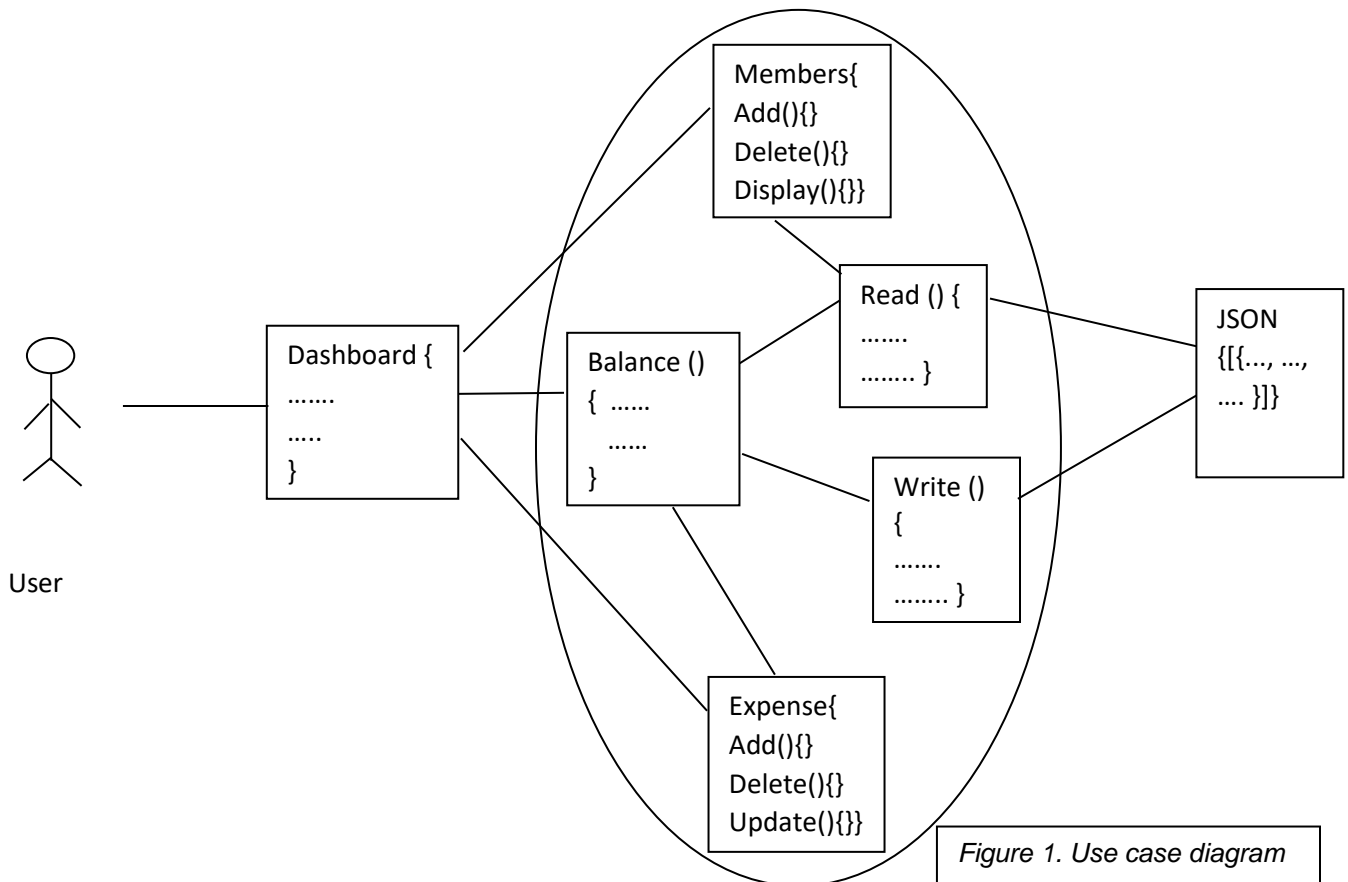 Members{
Add(){}
Delete(){}
Display(){}}
Read () {
.......
........ }
JSON
{[{..., ...,
.... }]}
Dashboard {
.......
.....
}
Balance ()
{ ......
......
}
Write ()
{
.......
........ }
User
Expense{
Add(){}
Delete(){}
Update(){}}
Figure 1. Use case diagram